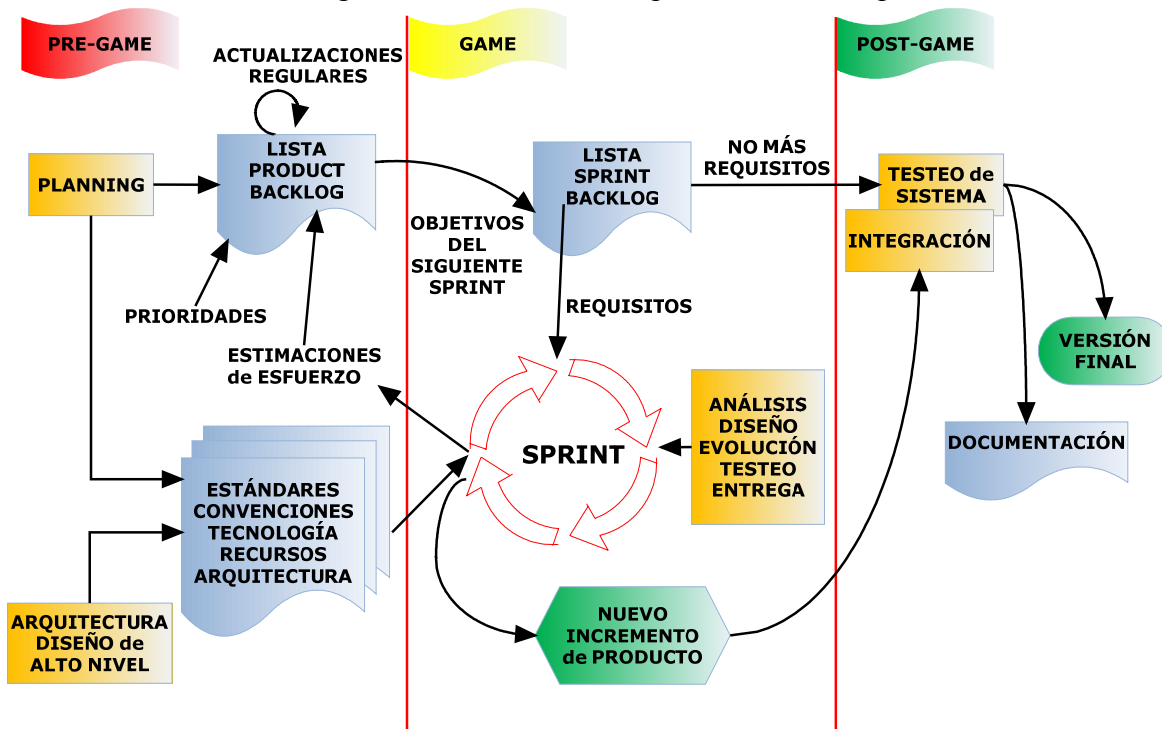 PRE-GAME
GAME
POST-GAME
ACTUALIZACIONES
REGULARES
PLANNING
LISTA
PRODUCT
BACKLOG
PRIORIDADES
ESTIMACIONES
de ESFUERZO
ESTÁNDARES
CONVENCIONES
TECNOLOGÍA
RECURSOS
ARQUITECTURA
ARQUITECTURA
DISEÑO de
ALTO NIVEL
OBJETIVOS
DEL
SIGUIENTE
SPRINT
LISTA
SPRINT
BACKLOG
REQUISITOS
SPRINT
ANÁLISIS
DISEÑO
EVOLUCIÓN
TESTEO
ENTREGA
NUEVO
INCREMENTO
de PRODUCTO
NO MÁS
REQUISITOS
TESTEO de
SISTEMA
INTEGRACIÓN
VERSIÓN
FINAL
DOCUMENTACIÓN